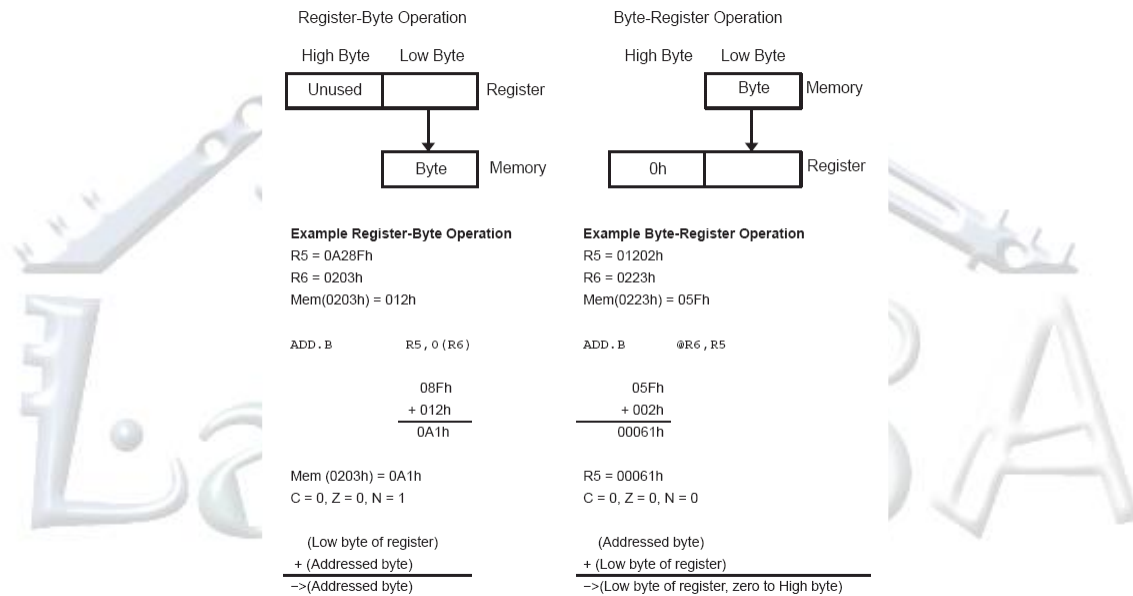 Register-Byte Operation
High Byte Low Byte
Unused Register
Byte Memory
Example Register-Byte Operation
R5 = 0A28Fh
R6 = 0203h
Mem(0203h) = 012h
ADD.B R5,0(R6)
08Fh
+ 012h
0A1h
Mem (0203h) = 0A1h
C = 0, Z = 0, N = 1
(Low byte of register)
+ (Addressed byte)
−>(Addressed byte)
Byte-Register Operation
High Byte Low Byte
Byte Memory
0h Register
Example Byte-Register Operation
R5 = 01202h
R6 = 0223h
Mem(0223h) = 05Fh
ADD.B @R6,R5
05Fh
+ 002h
00061h
R5 = 00061h
C = 0, Z = 0, N = 0
(Addressed byte)
+ (Low byte of register)
−>(Low byte of register, zero to High byte)